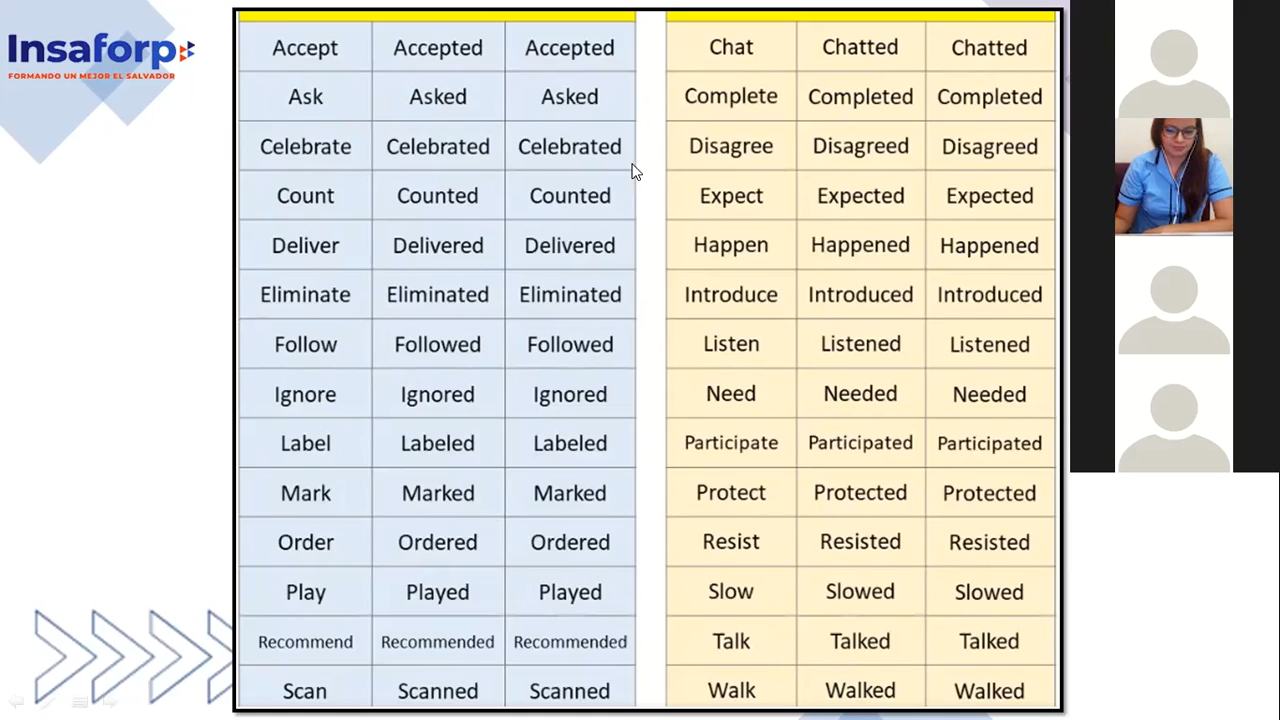 Insaforp
FORMANDO UN MEJOR EL SALVADOR
Accept Accepted Accepted
Ask Asked Asked
Celebrate Celebrated Celebrated
Count Counted Counted
Deliver Delivered Delivered
Eliminate Eliminated Eliminated
Follow Followed Followed
Ignore Ignored Ignored
Label Labeled Labeled
Mark Marked Marked
Order Ordered Ordered
Play Played Played
Recommend Recommended Recommended
Scan Scanned Scanned
Chat Chatted Chatted
Complete Completed Completed
Disagree Disagreed Disagreed
Expect Expected Expected
Happen Happened Happened
Introduce Introduced Introduced
Listen Listened Listened
Need Needed Needed
Participate Participated Participated
Protect Protected Protected
Resist Resisted Resisted
Slow Slowed Slowed
Talk Talked Talked
Walk Walked Walked